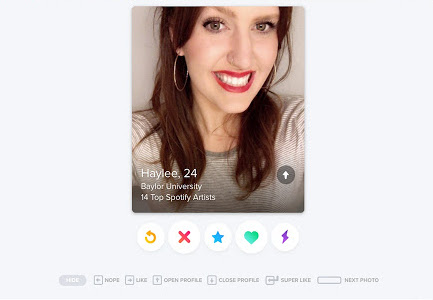 Haylee, 24
Baylor University
14 Top Spotify Artists
HIDE NOPE LIKE OPEN PROFILE CLOSE PROFILE SUPER LIKE NEXT PHOTO